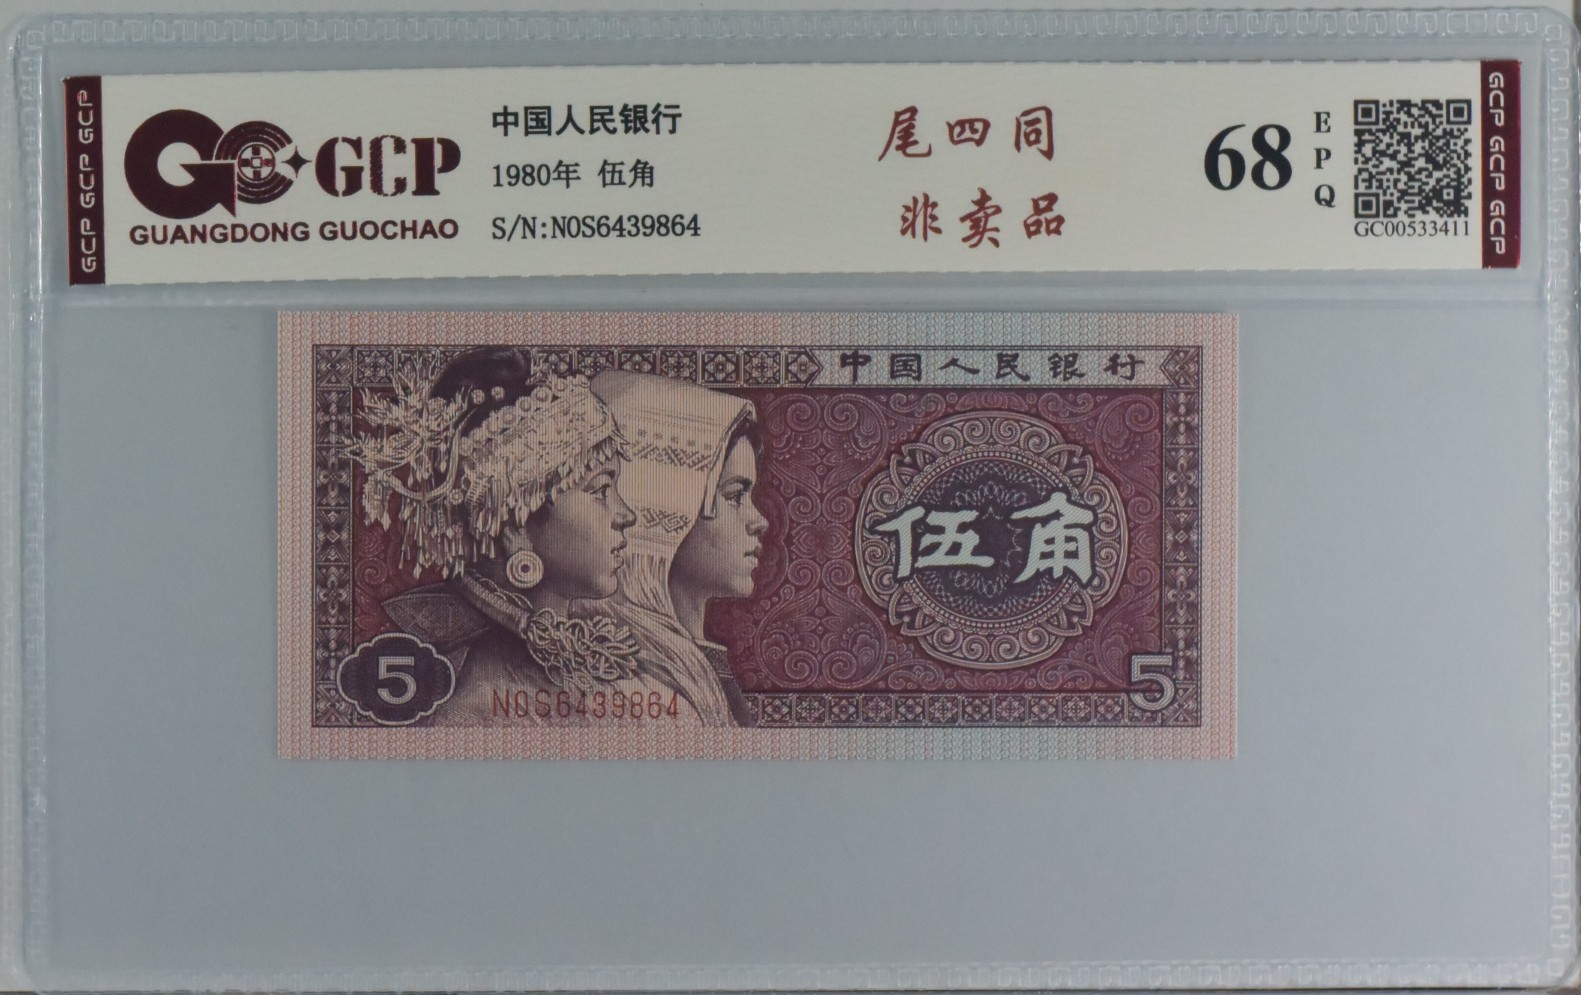 GCP GCP GCP
GCP
GUANGDONG GUOCHAO
中国人民银行
1980年 伍角
S/N:N0S6439864
尾四同
非卖品
68
EPQ
GC00533411
GCP GCP GCP
中国人民银行
伍角
5
N0S6439864
5